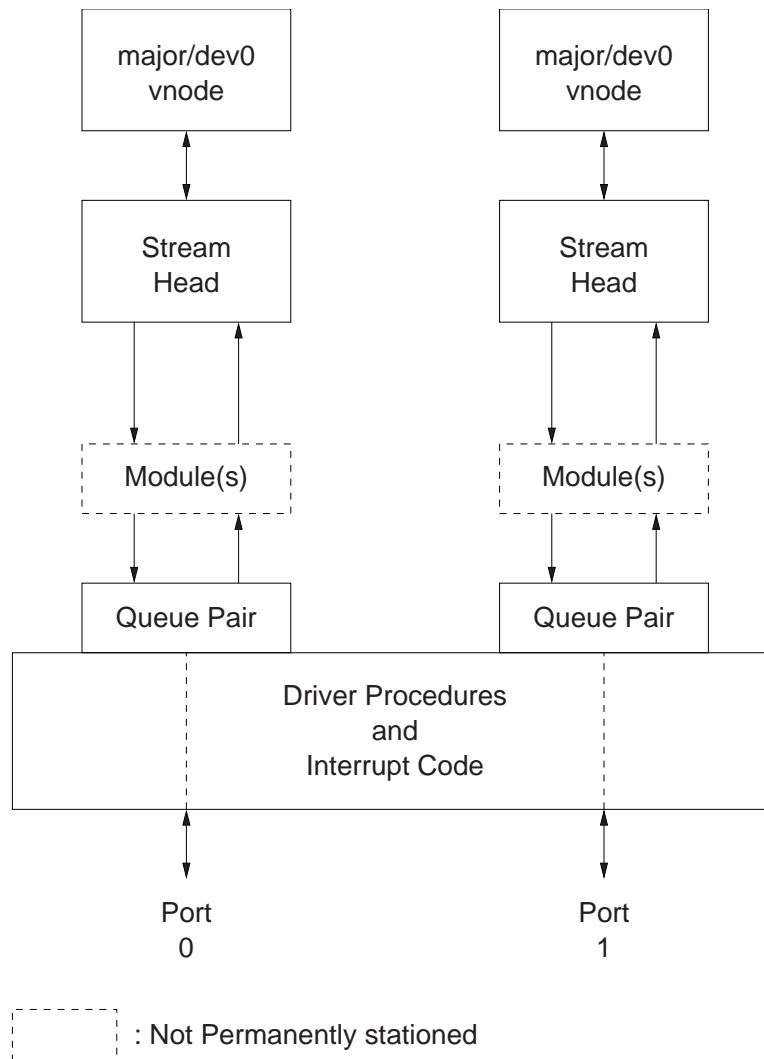 major/dev0
vnode
major/dev0
vnode
Stream
Head
Stream
Head
Module(s)
Module(s)
Queue Pair
Queue Pair
Driver Procedures
and
Interrupt Code
Port
0
Port
1
: Not Permanently stationed